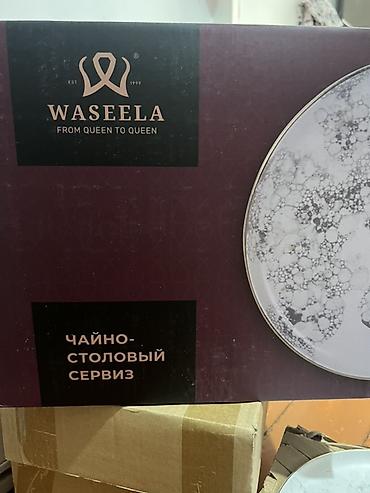 EST 1999
®
WASEELA
FROM QUEEN TO QUEEN
ЧАЙНО-
СТОЛОВЫЙ
СЕРВИЗ